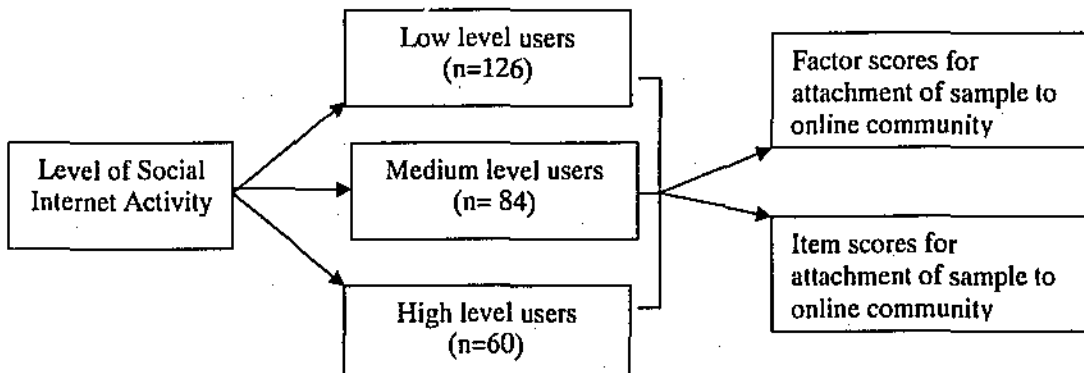 Level of Social
Internet Activity
Low level users
(n=126)
Medium level users
(n= 84)
High level users
(n=60)
Factor scores for
attachment of sample to
online community
Item scores for
attachment of sample to
online community